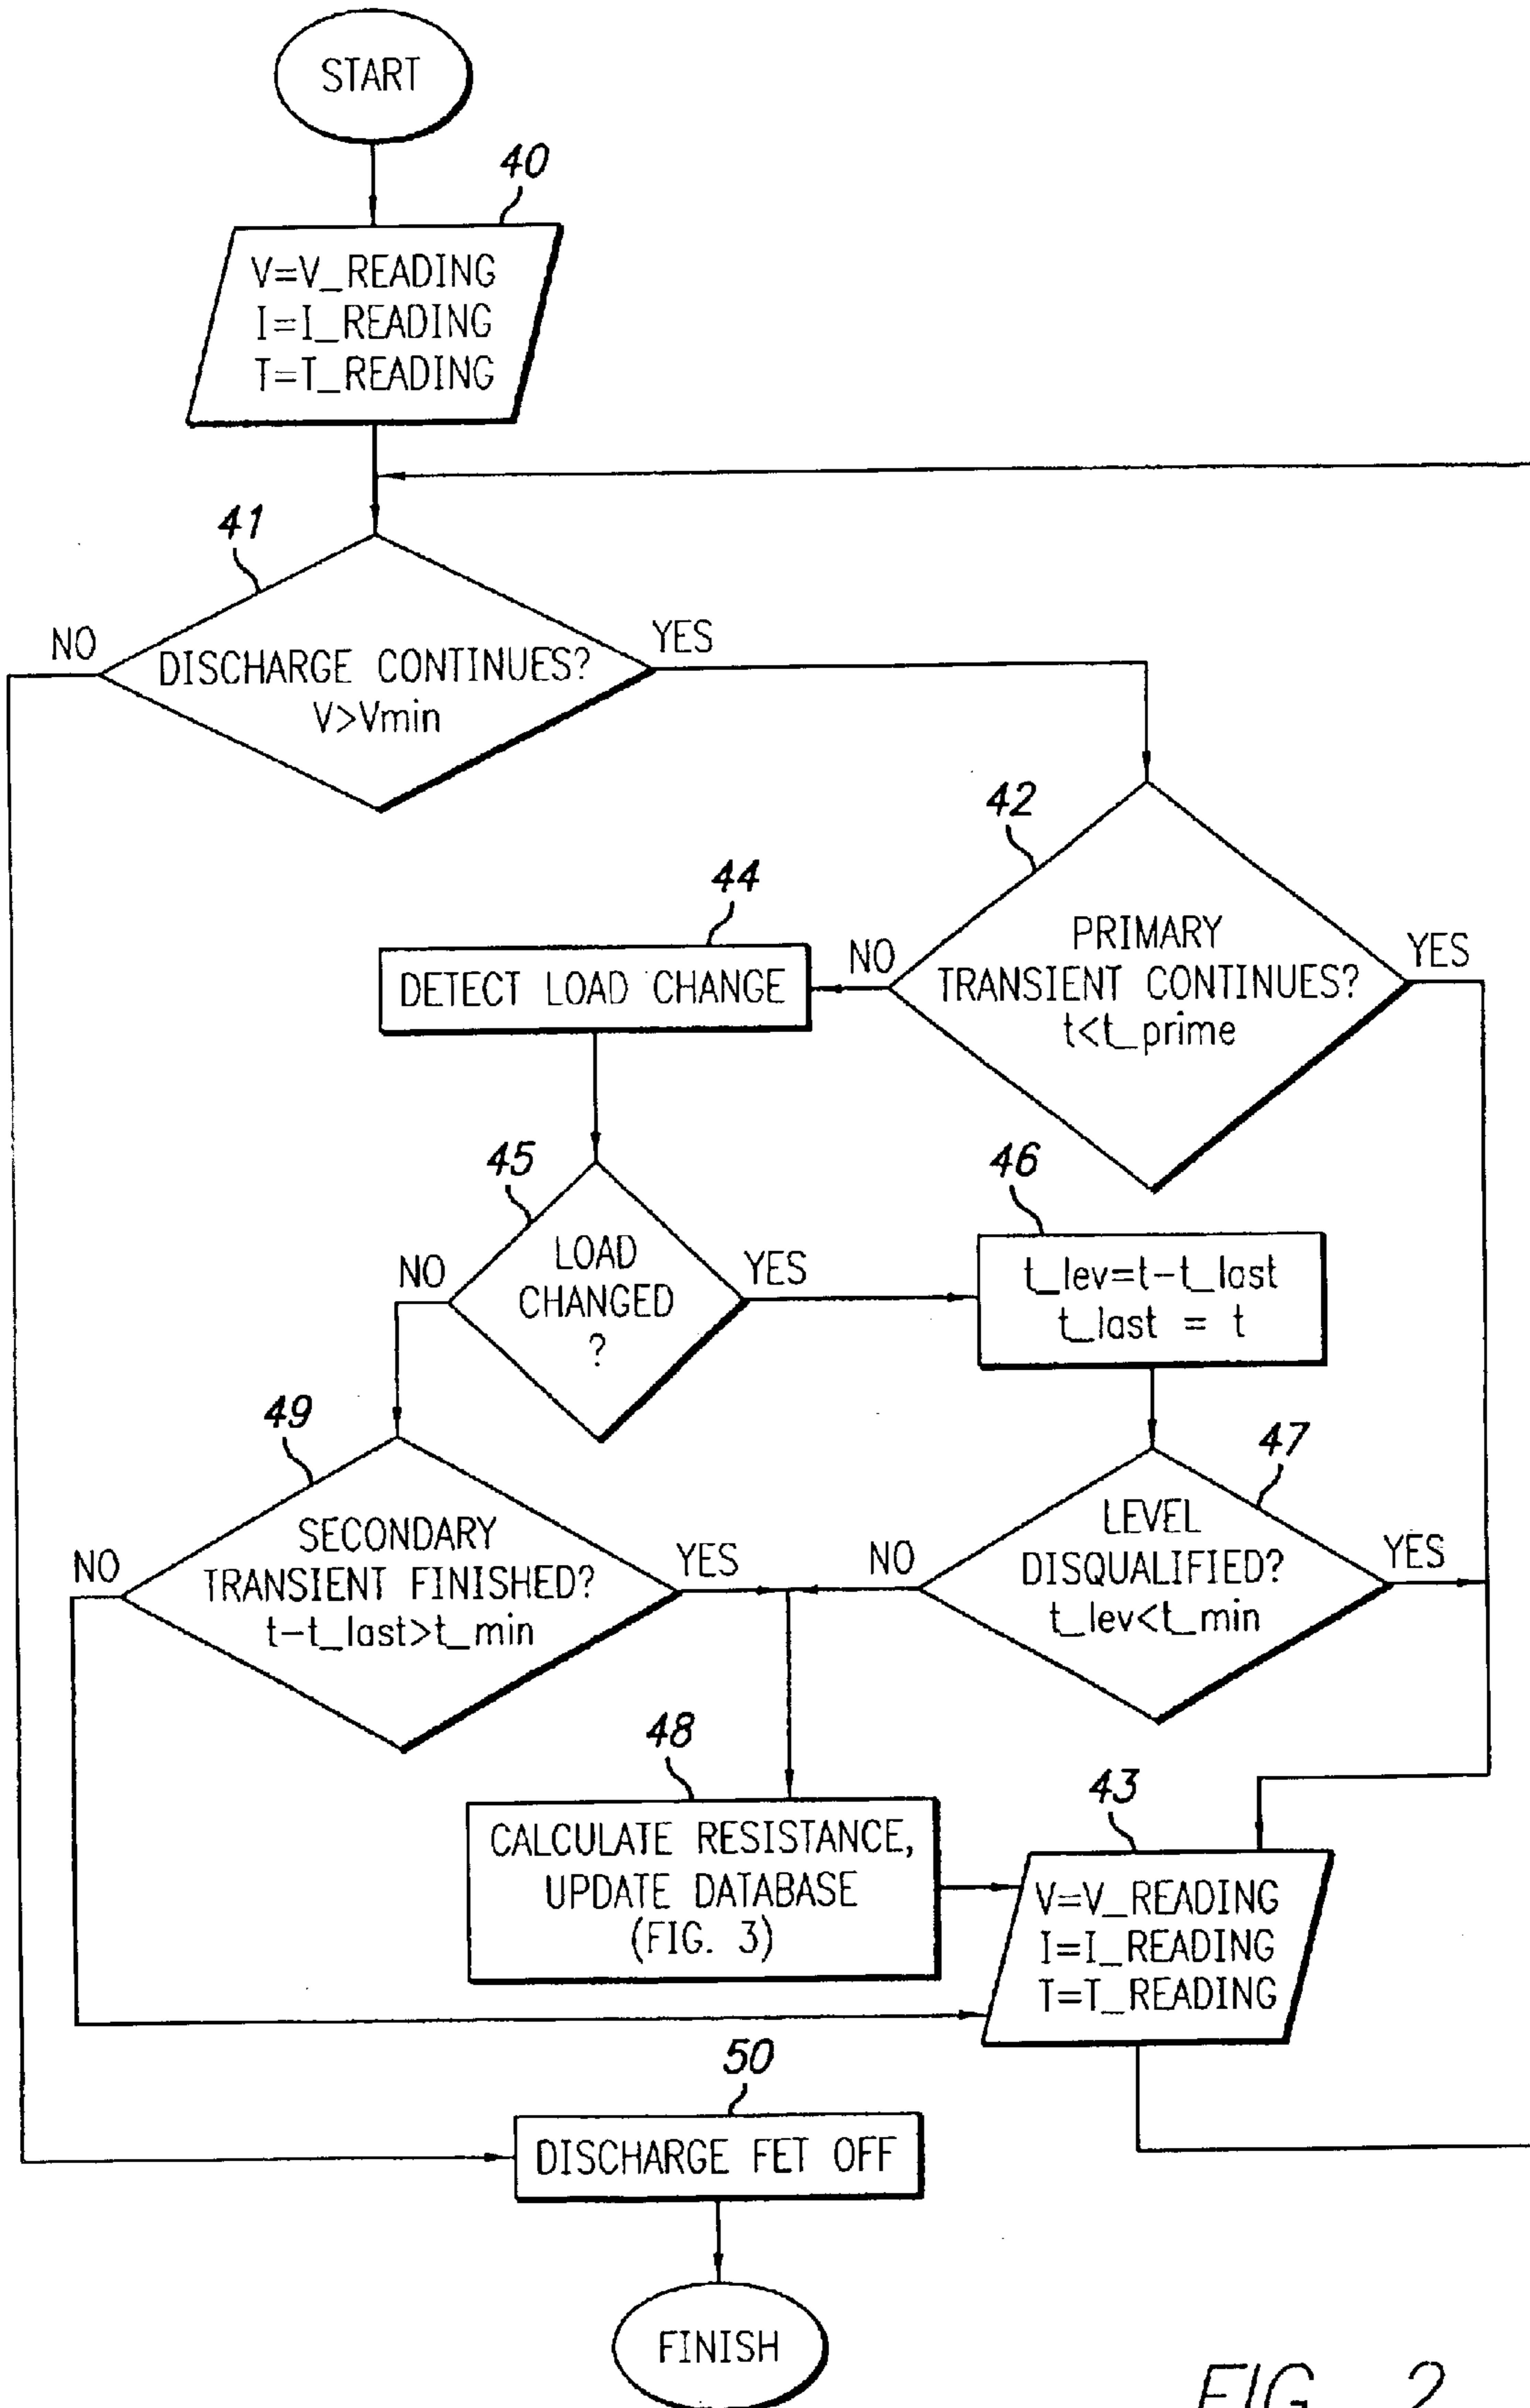 START
40
V=V_READING
I=I_READING
T=T_READING
41
NO
YES
DISCHARGE CONTINUES?
V>Vmin
42
44
PRIMARY
TRANSIENT CONTINUES?
t<t_prime
NO
YES
DETECT LOAD CHANGE
45
46
LOAD
CHANGED
?
NO
YES
t_lev=t-t_last
t_last = t
49
47
SECONDARY
TRANSIENT FINISHED?
t-t_last>t_min
NO
YES
LEVEL
DISQUALIFIED?
t_lev<t_min
NO
YES
48
43
CALCULATE RESISTANCE,
UPDATE DATABASE
(FIG. 3)
V=V_READING
I=I_READING
T=T_READING
50
DISCHARGE FET OFF
FINISH
FIG. 2